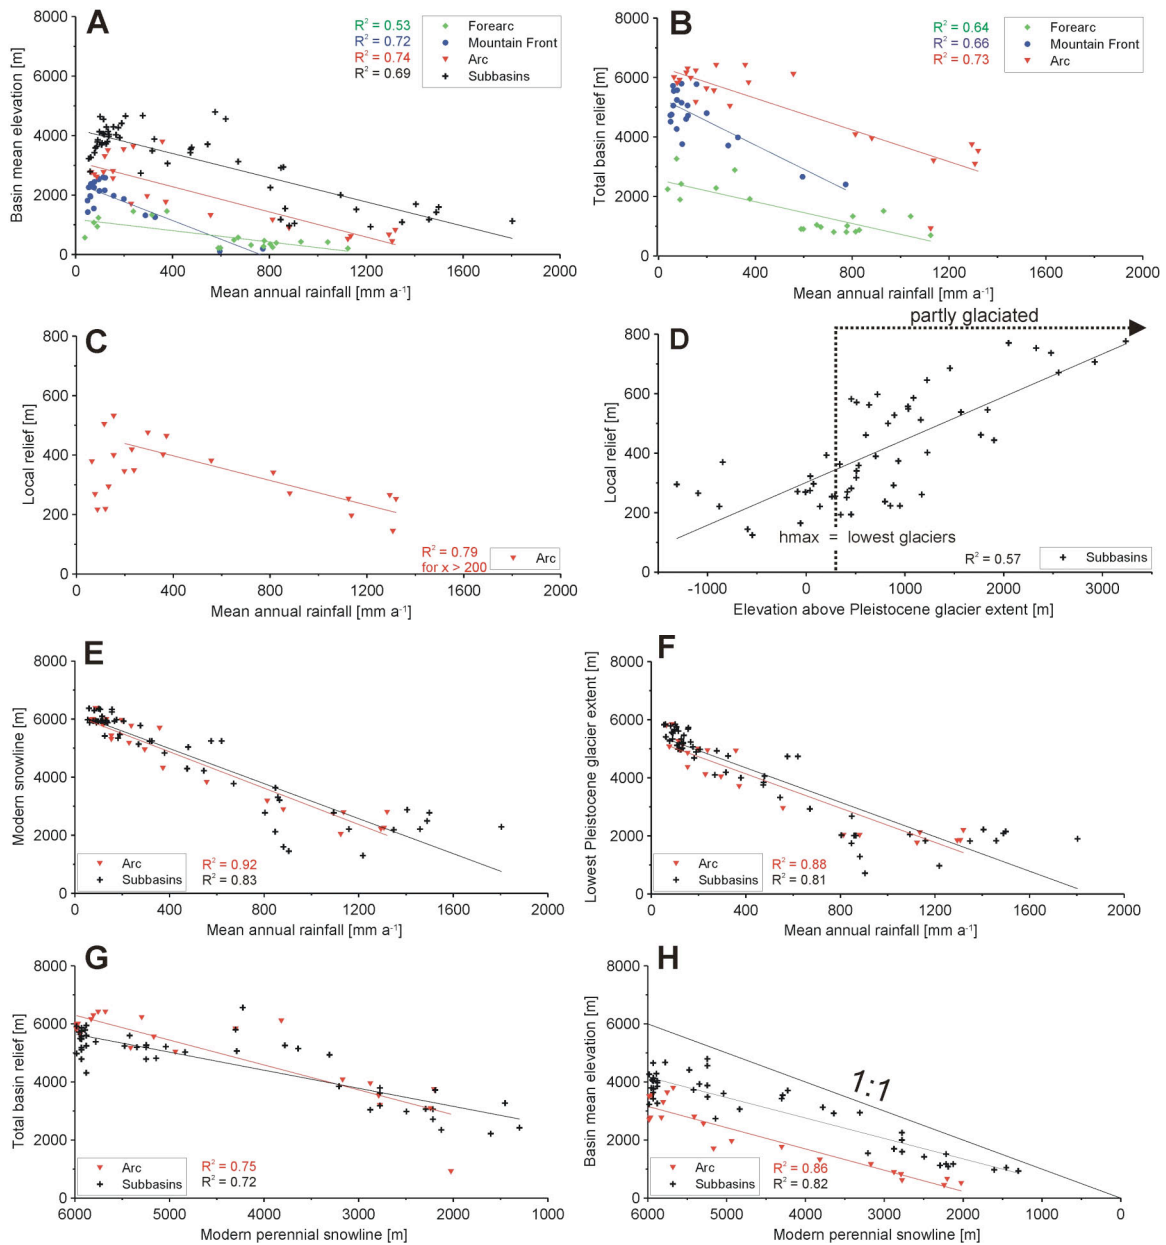 A
Basin mean elevation [m]
8000
6000
4000
2000
0
R² = 0.53
R² = 0.72
R² = 0.74
R² = 0.69
Forearc
Mountain Front
Arc
Subbasins
0 400 800 1200 1600 2000
Mean annual rainfall [mm a⁻¹]
B
Total basin relief [m]
8000
6000
4000
2000
0
R² = 0.64
R² = 0.66
R² = 0.73
Forearc
Mountain Front
Arc
0 400 800 1200 1600 2000
Mean annual rainfall [mm a⁻¹]
C
Local relief [m]
800
600
400
200
0
R² = 0.79
for x > 200
Arc
0 400 800 1200 1600 2000
Mean annual rainfall [mm a⁻¹]
D
partly glaciated
Local relief [m]
800
600
400
200
0
hmax = lowest glaciers
R² = 0.57
Subbasins
-1000 0 1000 2000 3000
Elevation above Pleistocene glacier extent [m]
E
Modern snowline [m]
8000
6000
4000
2000
0
Arc
Subbasins
R² = 0.92
R² = 0.83
0 400 800 1200 1600 2000
Mean annual rainfall [mm a⁻¹]
F
Lowest Pleistocene glacier extent [m]
8000
6000
4000
2000
0
Arc
Subbasins
R² = 0.88
R² = 0.81
0 400 800 1200 1600 2000
Mean annual rainfall [mm a⁻¹]
G
Total basin relief [m]
8000
6000
4000
2000
0
Arc
Subbasins
R² = 0.75
R² = 0.72
6000 5000 4000 3000 2000 1000
Modern perennial snowline [m]
H
Basin mean elevation [m]
8000
6000
4000
2000
0
1:1
Arc
Subbasins
R² = 0.86
R² = 0.82
6000 5000 4000 3000 2000 1000 0
Modern perennial snowline [m]